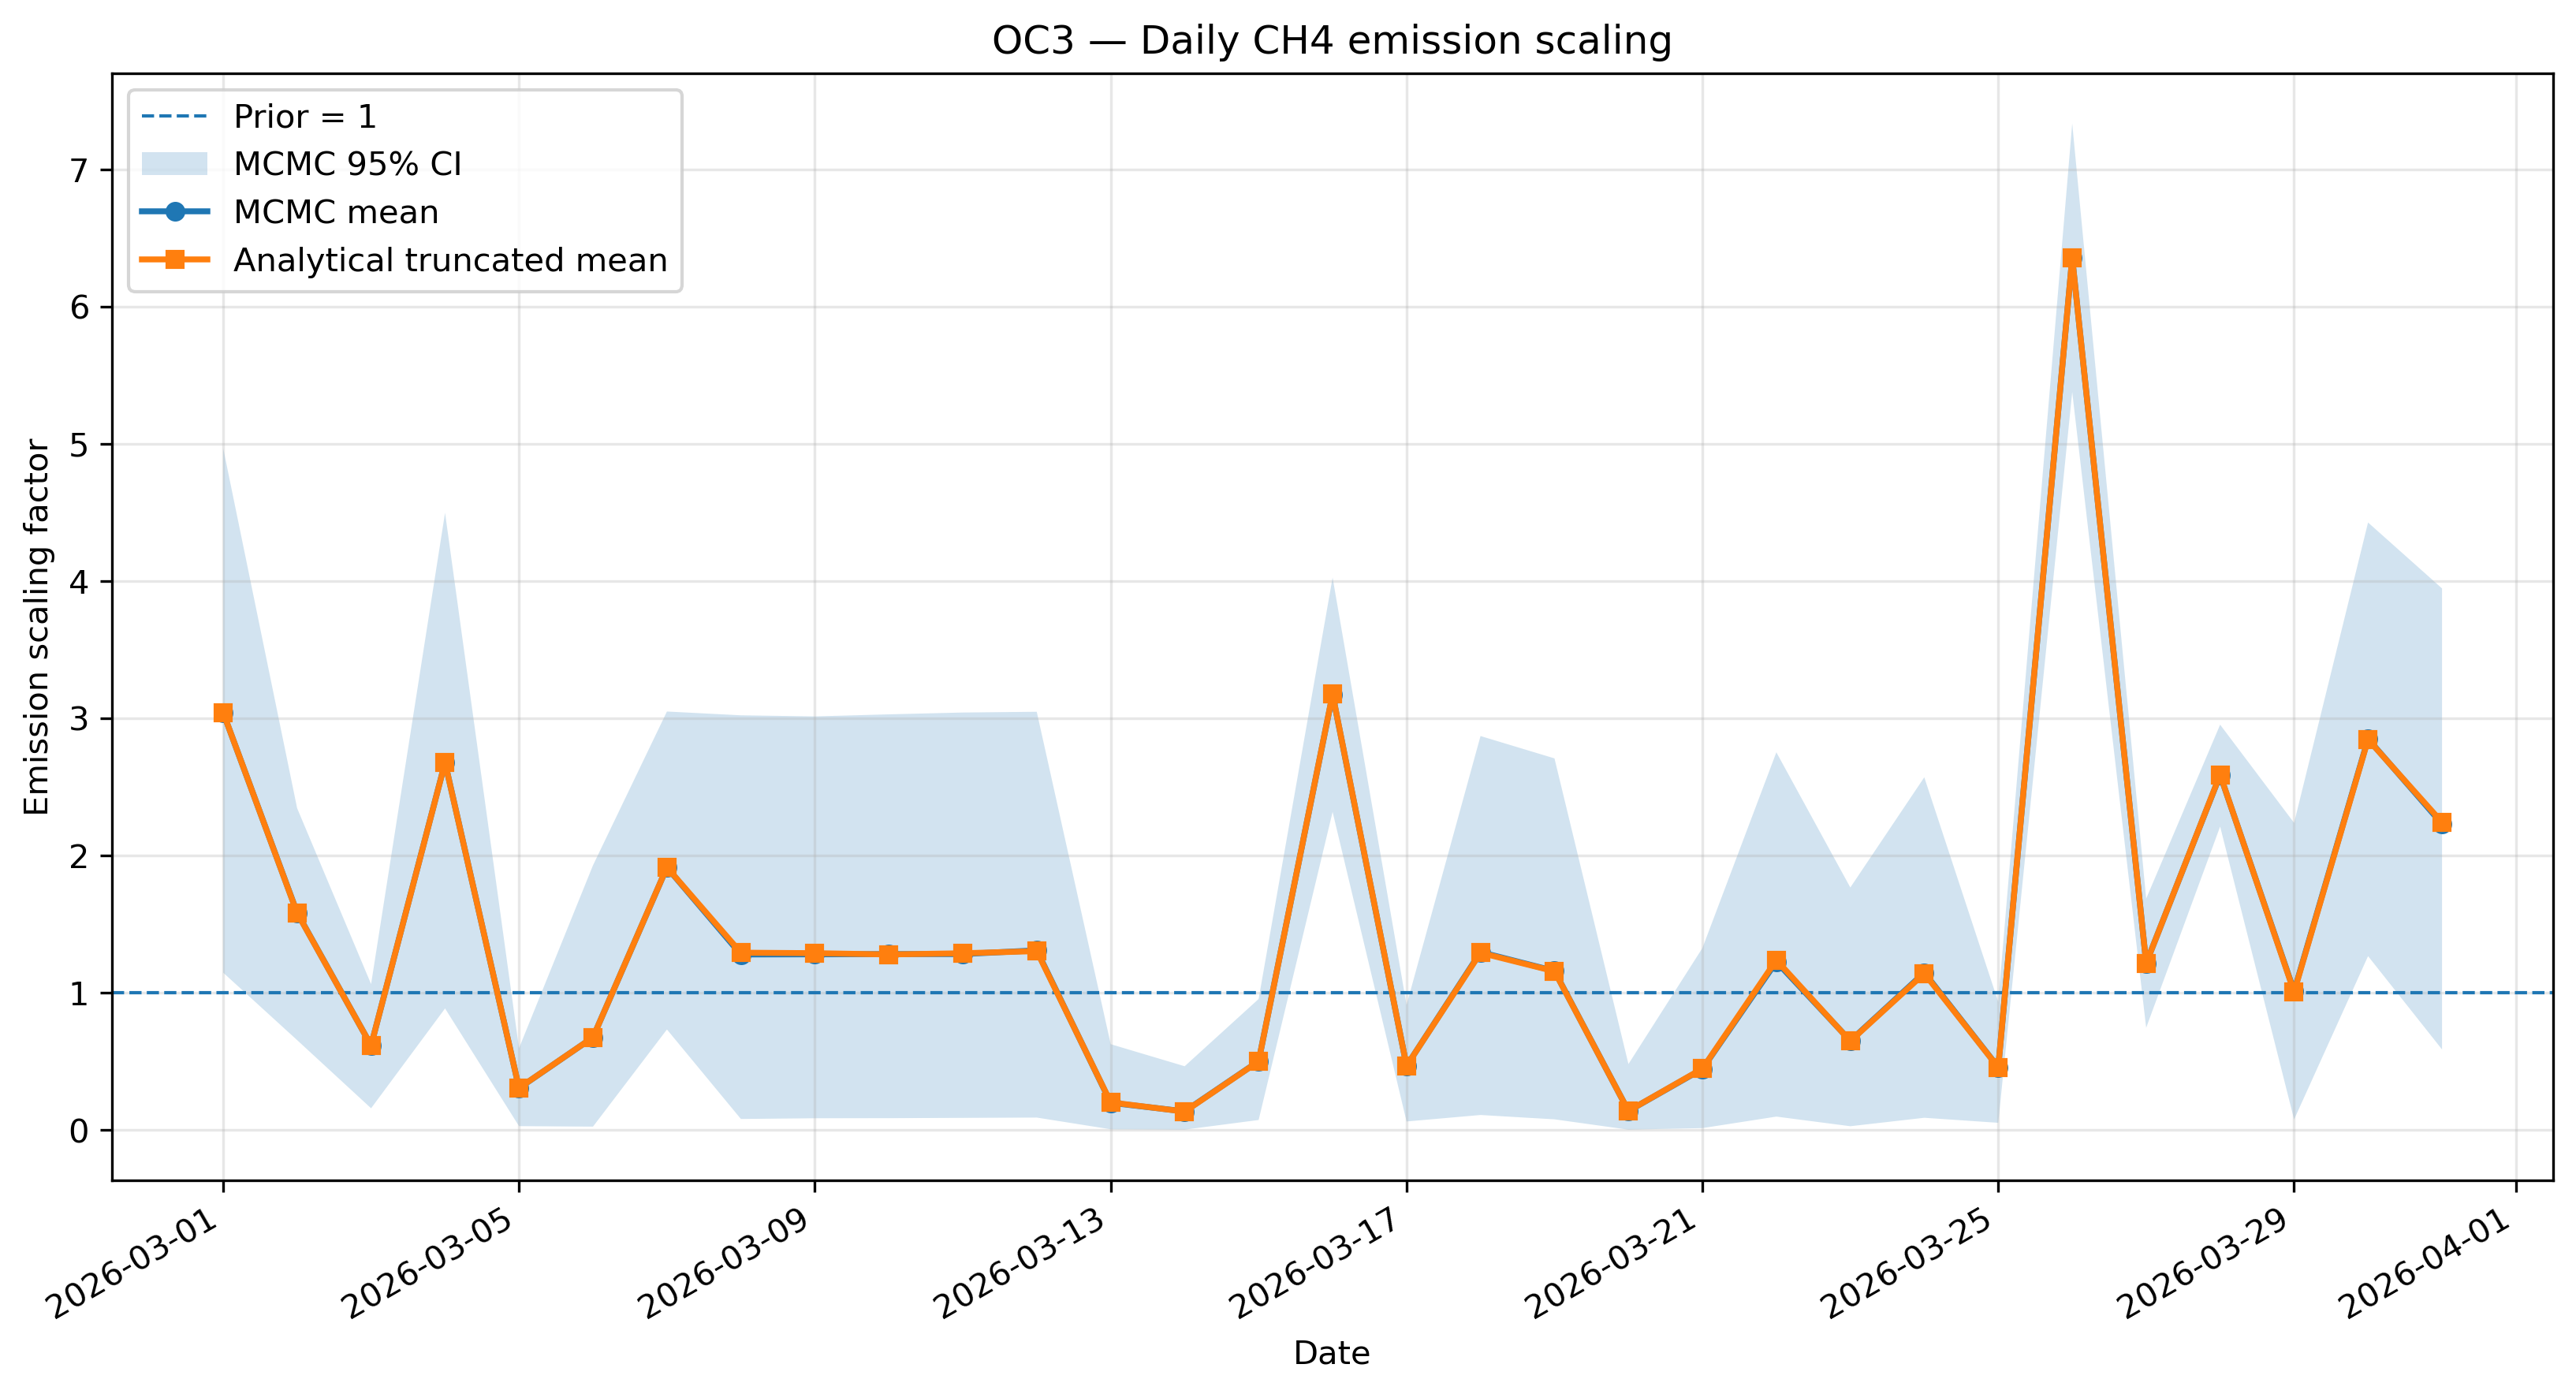 OC3 — Daily CH4 emission scaling
Prior = 1
MCMC 95% CI
MCMC mean
Analytical truncated mean
Emission scaling factor
7
6
5
4
3
2
1
0
2026-03-01
2026-03-05
2026-03-09
2026-03-13
2026-03-17
2026-03-21
2026-03-25
2026-03-29
2026-04-01
Date